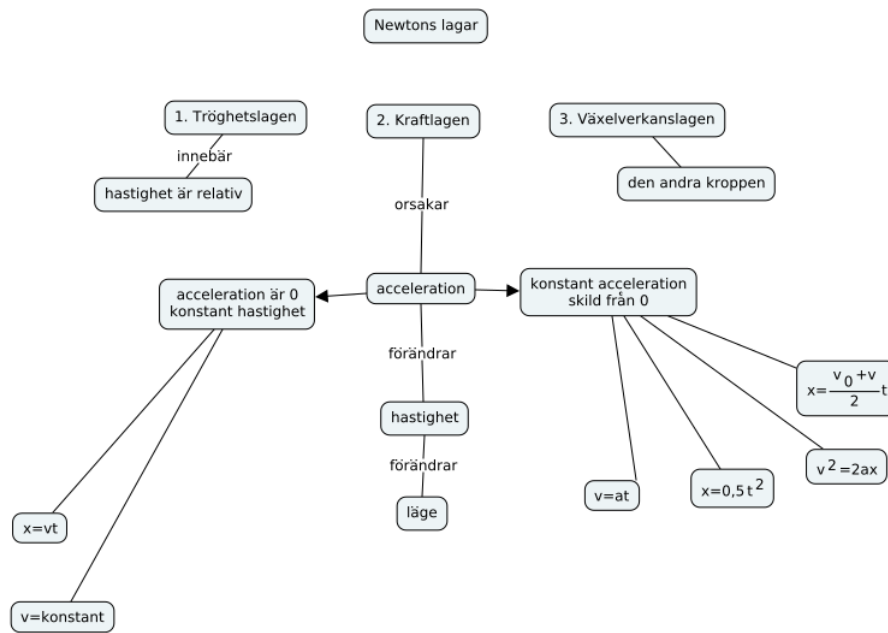 Newtons lagar
1. Tröghetslagen
2. Kraftlagen
3. Växelverkanslagen
innebär
hastighet är relativ
den andra kroppen
orsakar
acceleration är 0
konstant hastighet
acceleration
konstant acceleration
skild från 0
förändrar
x=(v₀+v)/2 t
hastighet
förändrar
v²=2ax
x=0,5t²
v=at
läge
x=vt
v=konstant